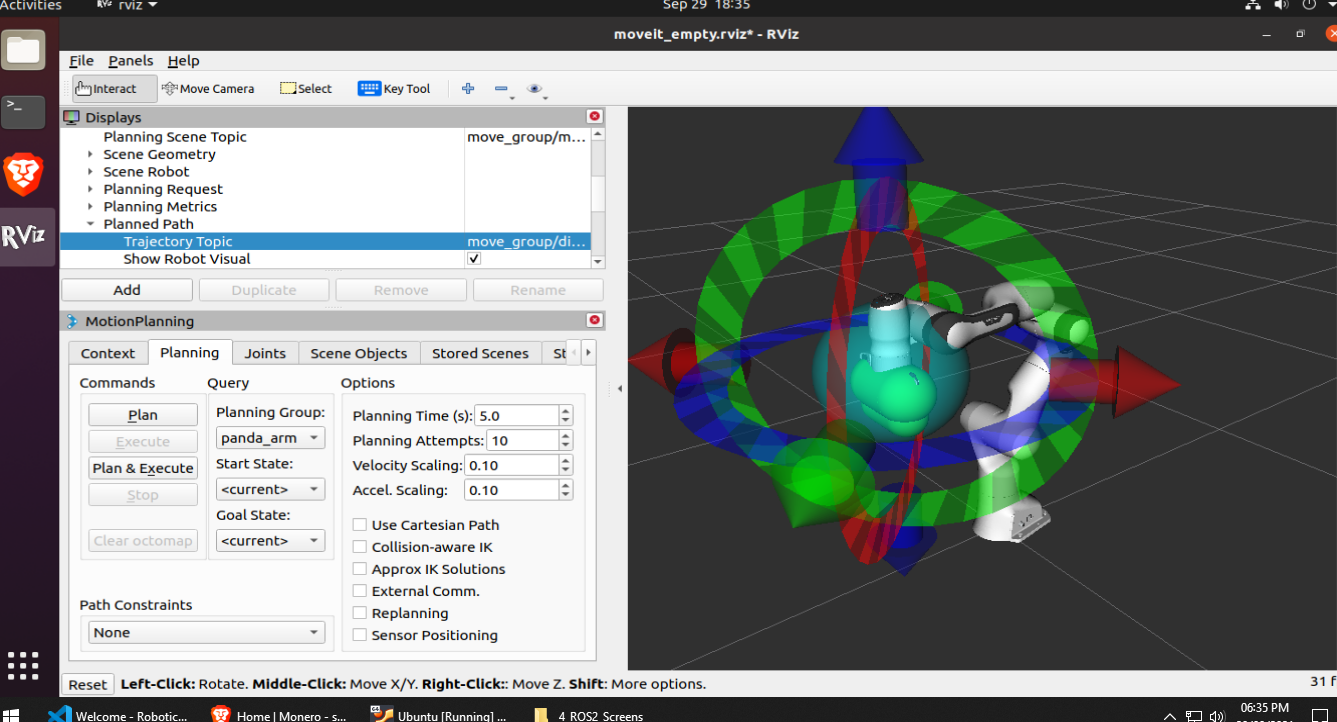 Activities
RViz rviz
Sep 29 18:35
moveit_empty.rviz* - RViz
File Panels Help
Interact Move Camera Select Key Tool
Displays
Planning Scene Topic move_group/m...
Scene Geometry
Scene Robot
Planning Request
Planning Metrics
Planned Path
Trajectory Topic move_group/di...
Show Robot Visual
RViz
Add Duplicate Remove Rename
MotionPlanning
Context Planning Joints Scene Objects Stored Scenes St
Commands Query Options
Plan
Execute
Plan & Execute
Stop
Clear octomap
Planning Group:
panda_arm
Start State:
<current>
Goal State:
<current>
Planning Time (s): 5.0
Planning Attempts: 10
Velocity Scaling: 0.10
Accel. Scaling: 0.10
Use Cartesian Path
Collision-aware IK
Approx IK Solutions
External Comm.
Replanning
Sensor Positioning
Path Constraints
None
Reset Left-Click: Rotate. Middle-Click: Move X/Y. Right-Click:: Move Z. Shift: More options.
31 f
Welcome - Robotic... Home | Monero - s... Ubuntu [Running] ... 4_ROS2_Screens
06:35 PM